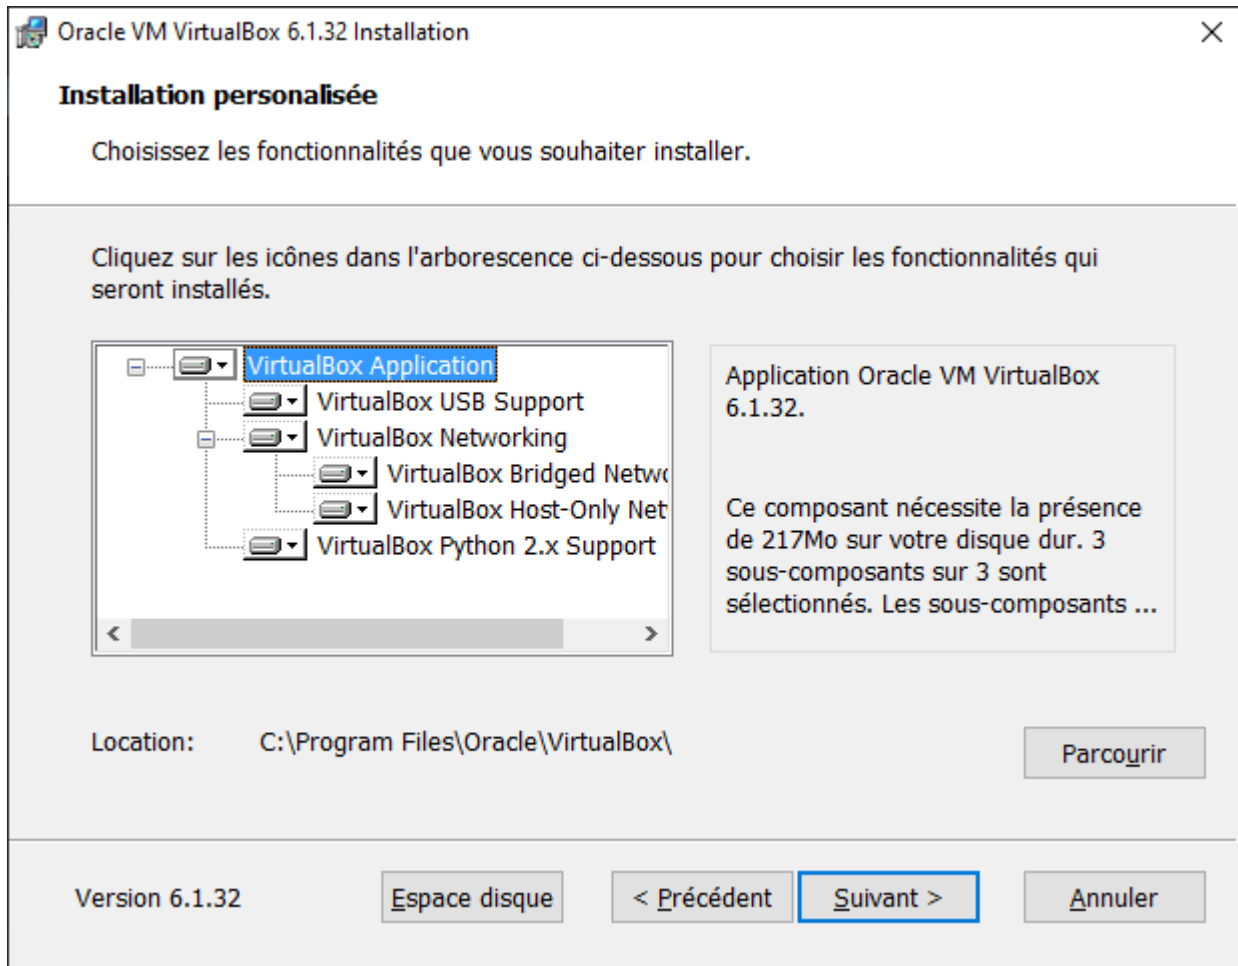 Oracle VM VirtualBox 6.1.32 Installation
Installation personalisée
Choisissez les fonctionnalités que vous souhaiter installer.
Cliquez sur les icônes dans l'arborescence ci-dessous pour choisir les fonctionnalités qui
seront installés.
VirtualBox Application
VirtualBox USB Support
VirtualBox Networking
VirtualBox Bridged Netwo
VirtualBox Host-Only Net
VirtualBox Python 2.x Support
Application Oracle VM VirtualBox
6.1.32.
Ce composant nécessite la présence
de 217Mo sur votre disque dur. 3
sous-composants sur 3 sont
sélectionnés. Les sous-composants ...
Location: C:\Program Files\Oracle\VirtualBox\
Parcourir
Version 6.1.32
Espace disque
< Précédent
Suivant >
Annuler